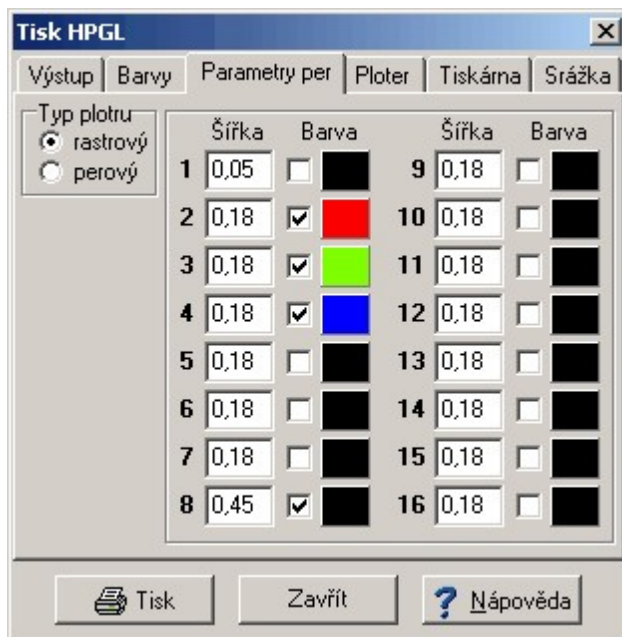 Tisk HPGL
Výstup Barvy Parametry per Ploter Tiskárna Srážka
Typ plotru
rastrový
perový
Šířka Barva Šířka Barva
1 0,05 9 0,18
2 0,18 10 0,18
3 0,18 11 0,18
4 0,18 12 0,18
5 0,18 13 0,18
6 0,18 14 0,18
7 0,18 15 0,18
8 0,45 16 0,18
Tisk Zavřít ? Nápověda